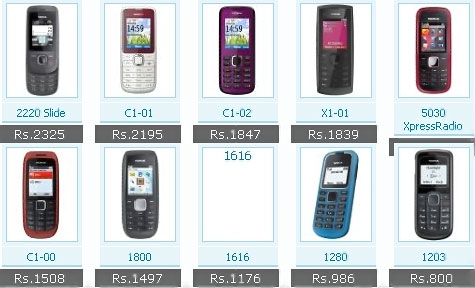 2220 Slide
C1-01
C1-02
X1-01
5030
XpressRadio
Rs.2325
Rs.2195
Rs.1847
Rs.1839
1616
C1-00
1800
1616
1280
1203
Rs.1508
Rs.1497
Rs.1176
Rs.986
Rs.800